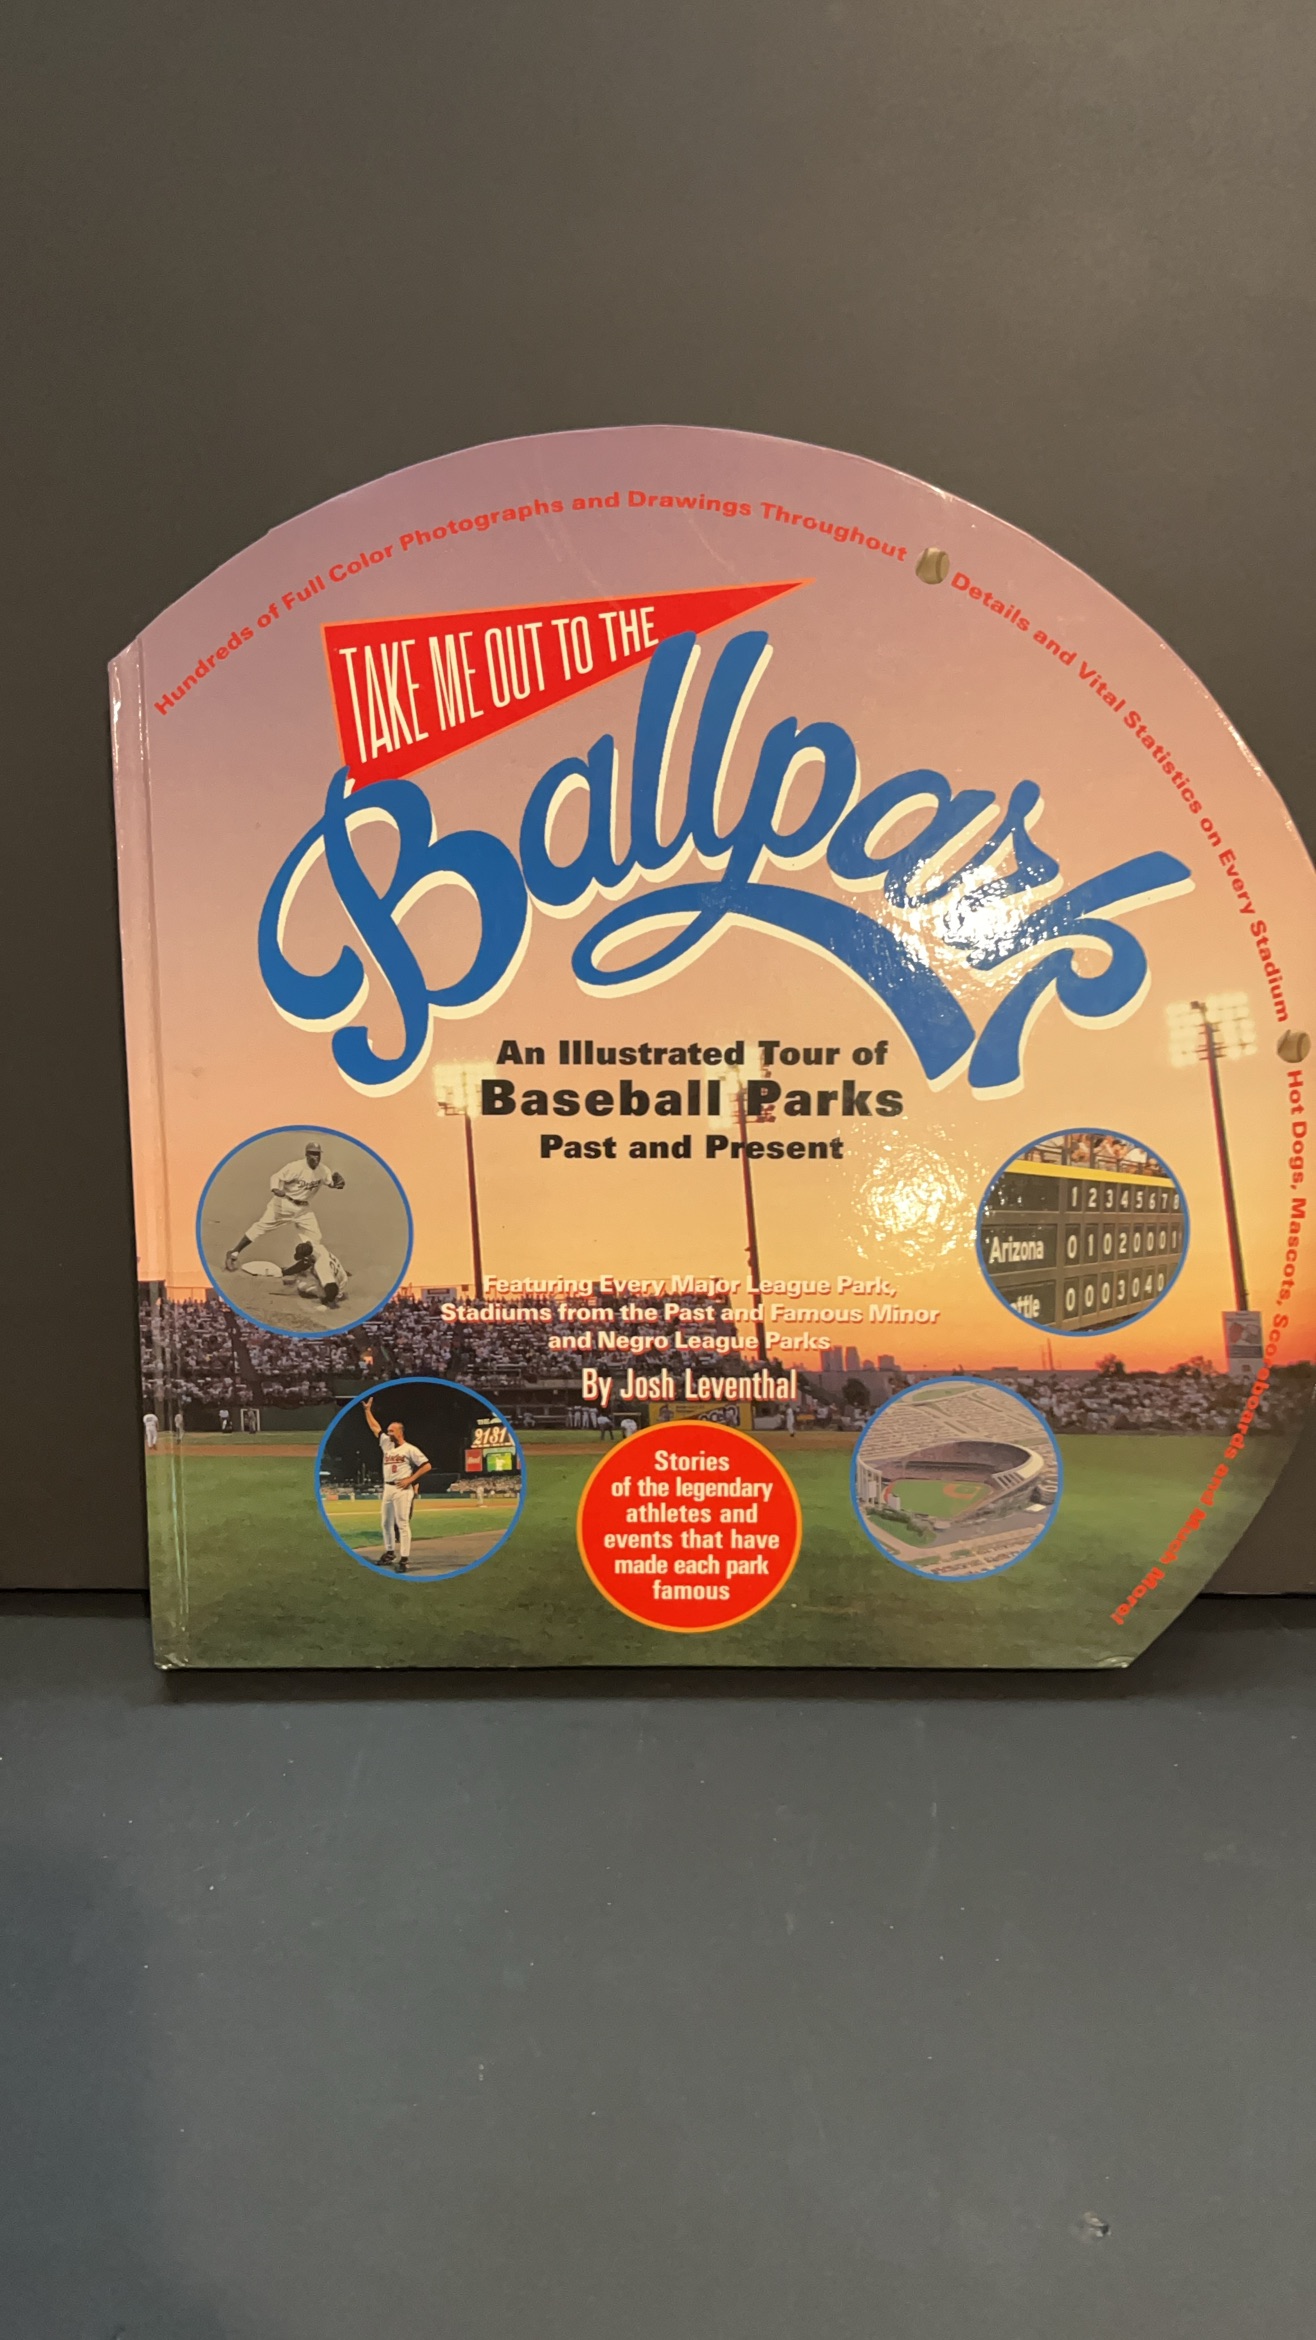 Hundreds of Full Color Photographs and Drawings Throughout
Details and Vital Statistics on Every Stadium
Hot Dogs, Mascots, Scoreboards and Much More!
TAKE ME OUT TO THE
Ballpark
An Illustrated Tour of
Baseball Parks
Past and Present
1 2 3 4 5 6 7 8
Arizona 0 1 0 2 0 0 0 1
ttle 0 0 0 3 0 4 0
Featuring Every Major League Park,
Stadiums from the Past and Famous Minor
and Negro League Parks
By Josh Leventhal
2131
Stories
of the legendary
athletes and
events that have
made each park
famous